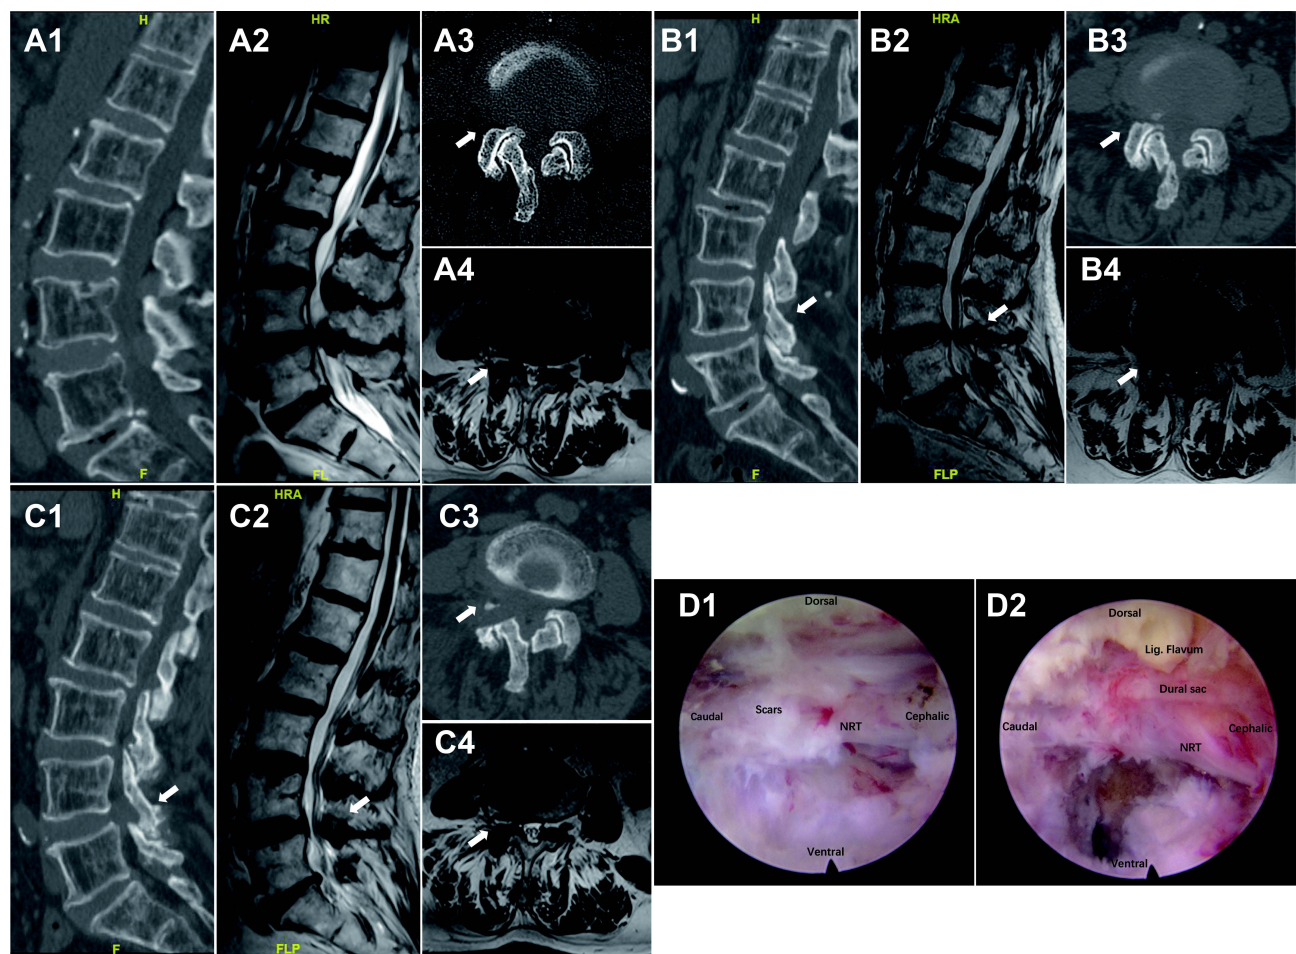 H
A1
F
HR
A2
FL
A3
A4
H
B1
F
HRA
B2
FLP
B3
B4
H
C1
F
HRA
C2
FLP
C3
C4
D1
Dorsal
Scars
Caudal
NRT
Cephalic
Ventral
D2
Dorsal
Lig. Flavum
Dural sac
Caudal
Cephalic
NRT
Ventral